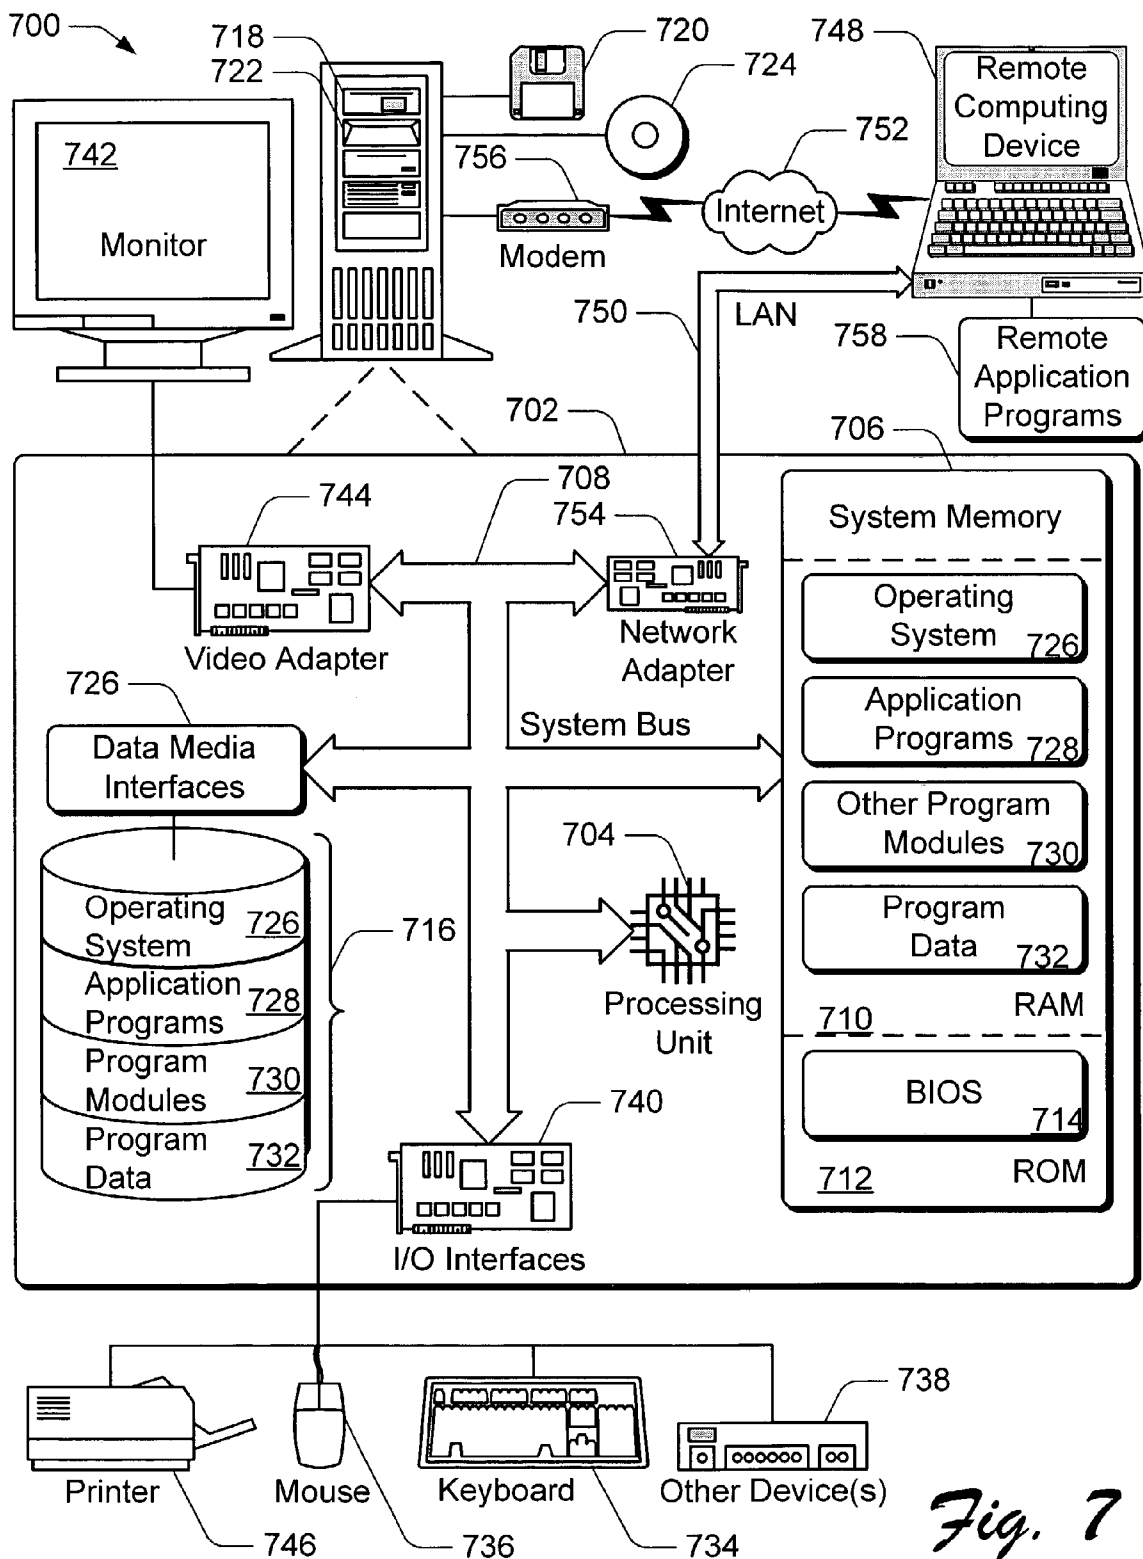 700
718
722
720
724
748
Remote
Computing
Device
742
Monitor
756
Modem
752
Internet
750
LAN
758
Remote
Application
Programs
702
706
708
744
754
System Memory
Video Adapter
Network
Adapter
Operating
System
726
Application
Programs
728
Other Program
Modules
730
Program
Data
732
RAM
710
BIOS
714
ROM
712
726
Data Media
Interfaces
System Bus
704
Processing
Unit
Operating
System
726
Application
Programs
728
Program
Modules
730
Program
Data
732
716
740
I/O Interfaces
Printer
746
Mouse
736
Keyboard
734
738
Other Device(s)
Fig. 7